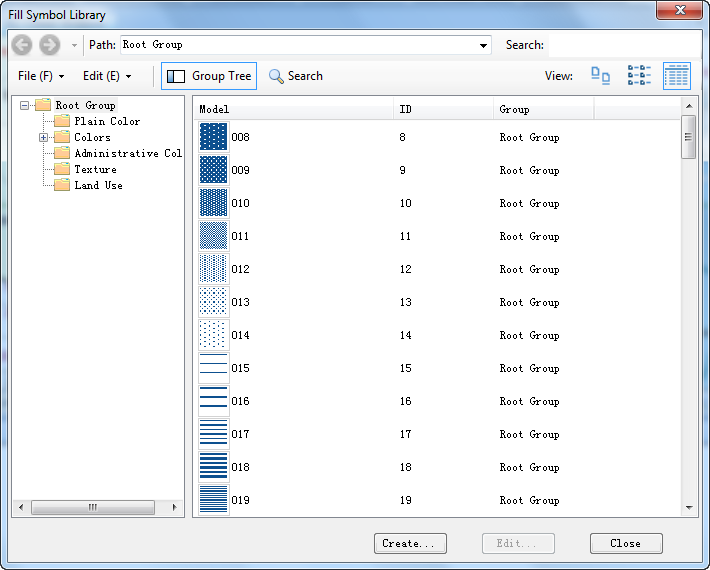 Fill Symbol Library
Path: Root Group Search:
File (F) Edit (E) Group Tree Search View:
Root Group
Plain Color
Colors
Administrative Col
Texture
Land Use
Model ID Group
008 8 Root Group
009 9 Root Group
010 10 Root Group
011 11 Root Group
012 12 Root Group
013 13 Root Group
014 14 Root Group
015 15 Root Group
016 16 Root Group
017 17 Root Group
018 18 Root Group
019 19 Root Group
Create... Edit... Close